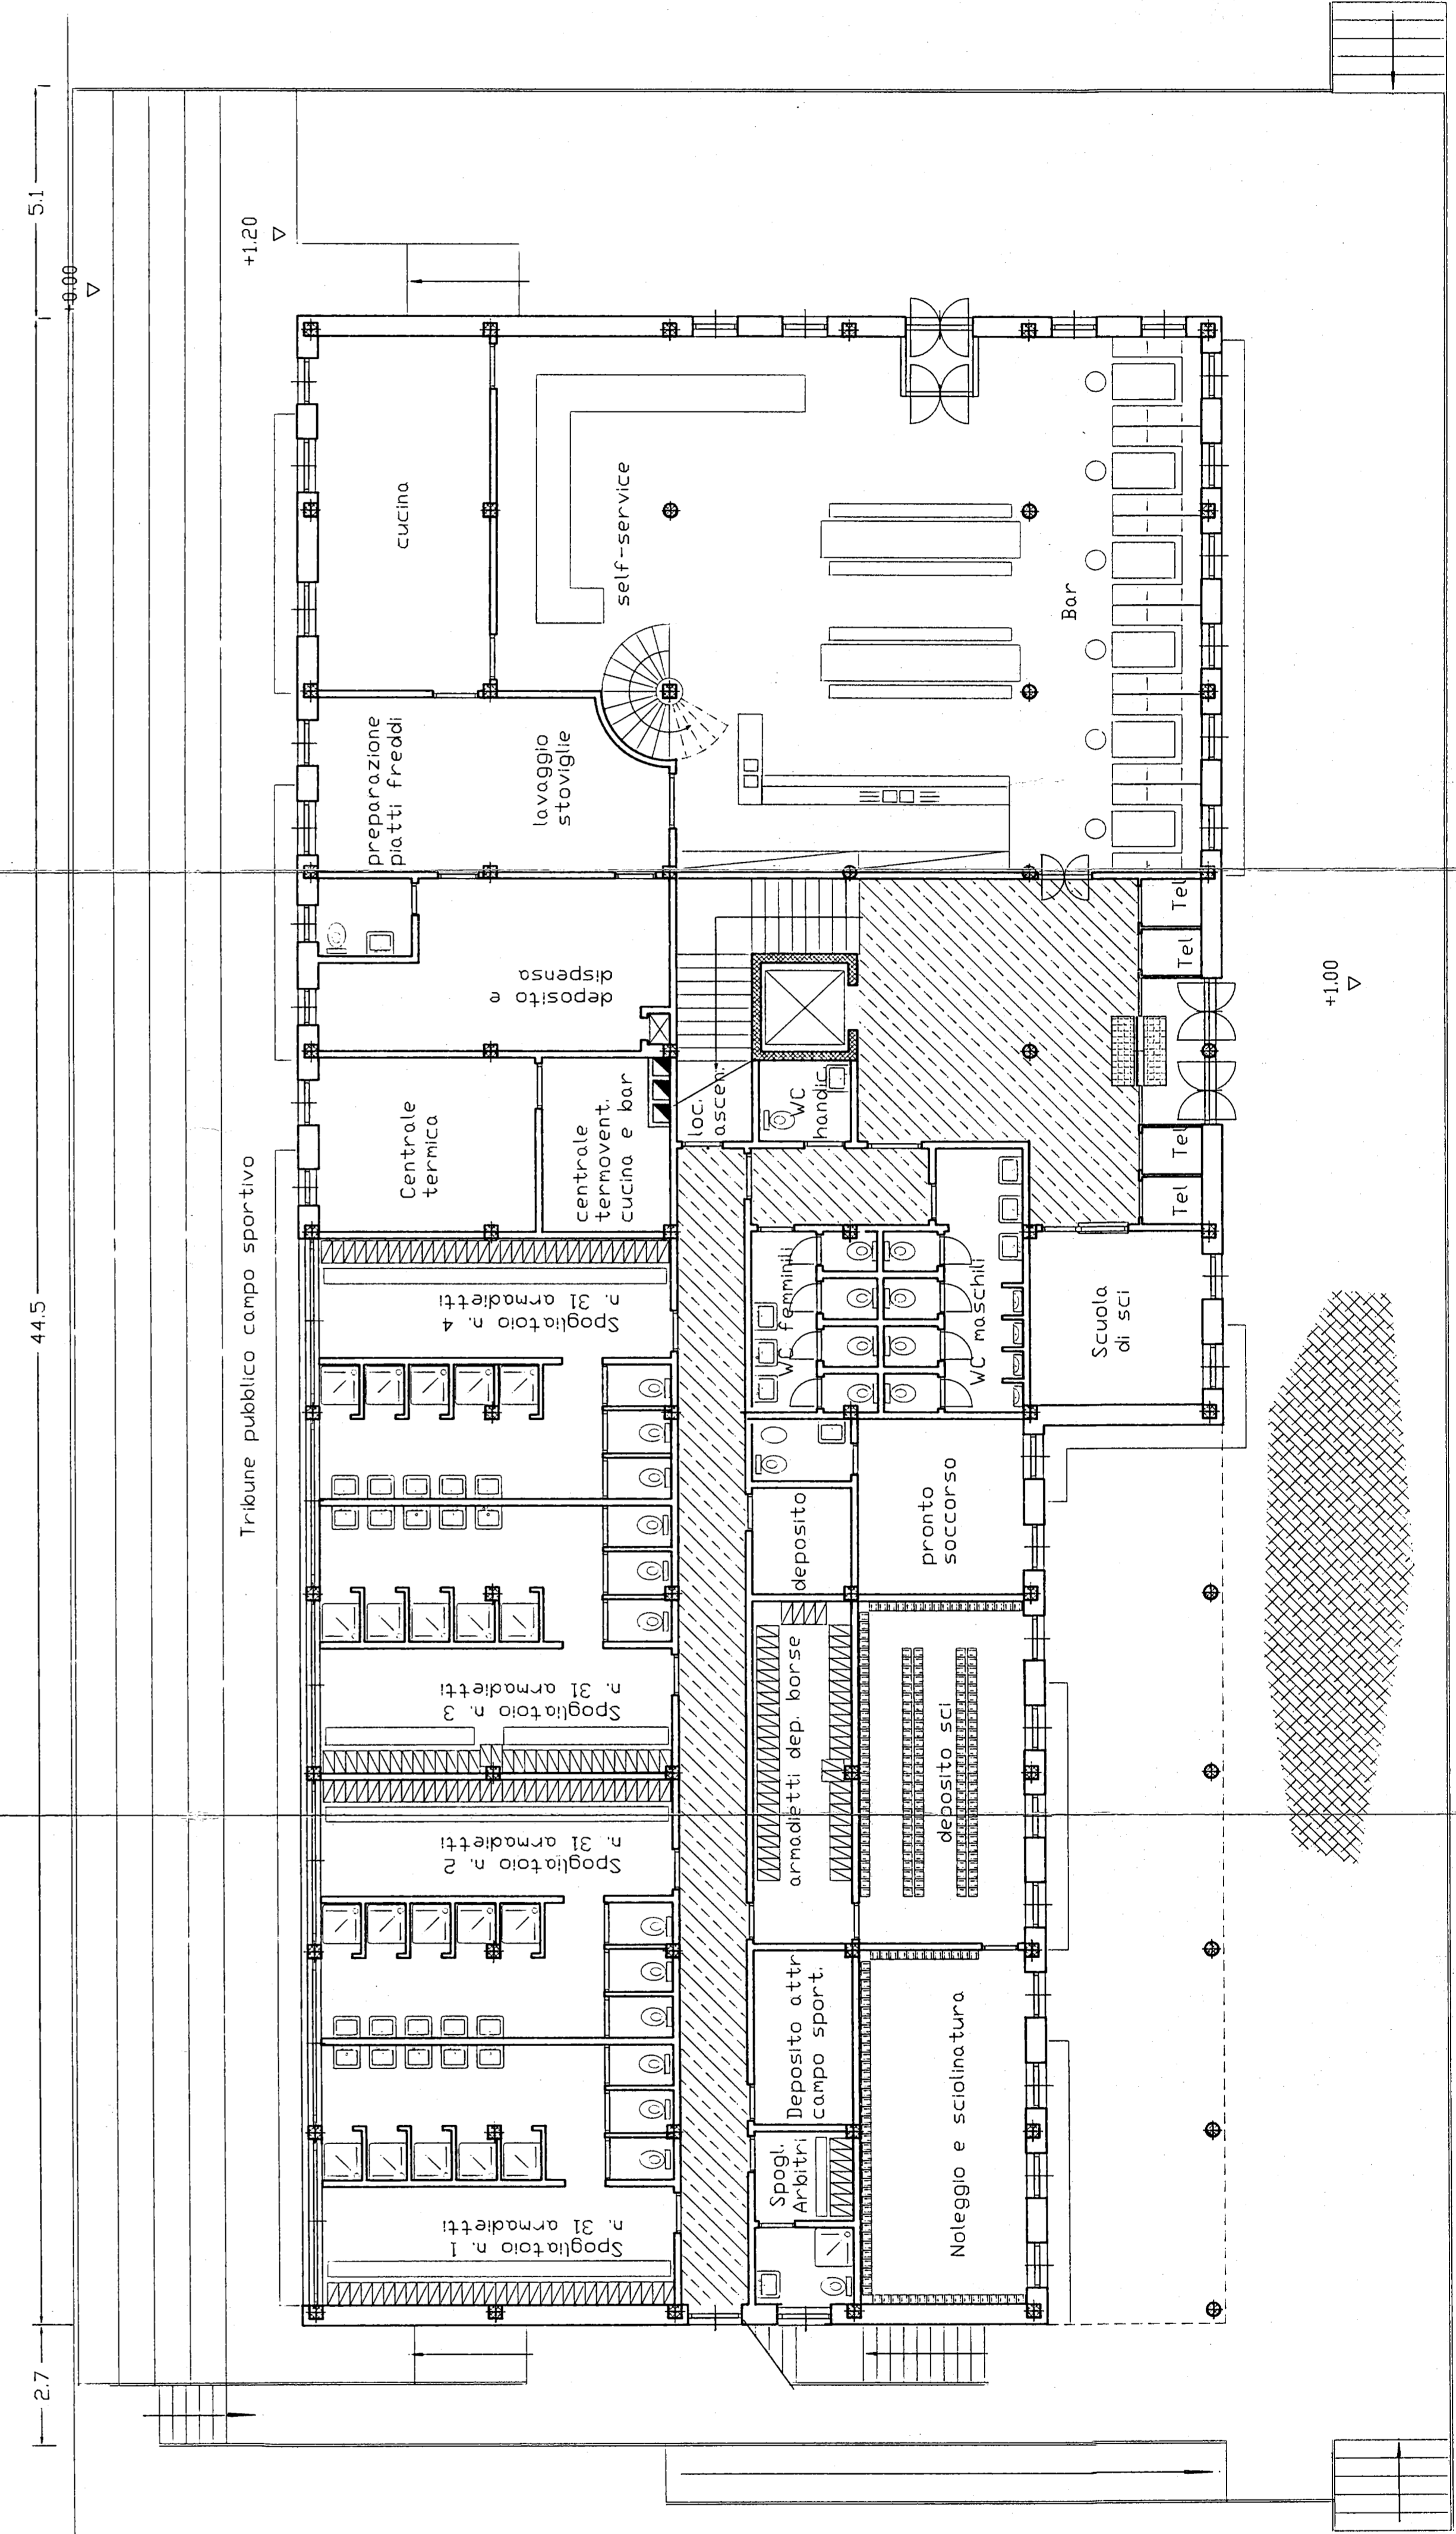 5.1
44.5
2.7
+0.00
+1.20
+1.00
Tribune pubblico campo sportivo
cucina
self-service
Bar
preparazione
piatti freddi
lavaggio
stoviglie
deposito e
dispensa
Centrale
termica
centrale
termovent.
cucina e bar
loc.
ascen.
WC
handic.
Tel
Tel
Tel
Tel
Spogliatoio n. 4
n. 31 armadietti
WC femminili
WC maschili
Scuola
di sci
deposito
pronto
soccorso
Spogliatoio n. 3
n. 31 armadietti
armadietti dep. borse
deposito sci
Spogliatoio n. 2
n. 31 armadietti
Deposito attr.
campo sport.
Spogl.
Arbitri
Noleggio e sciolinatura
Spogliatoio n. 1
n. 31 armadietti